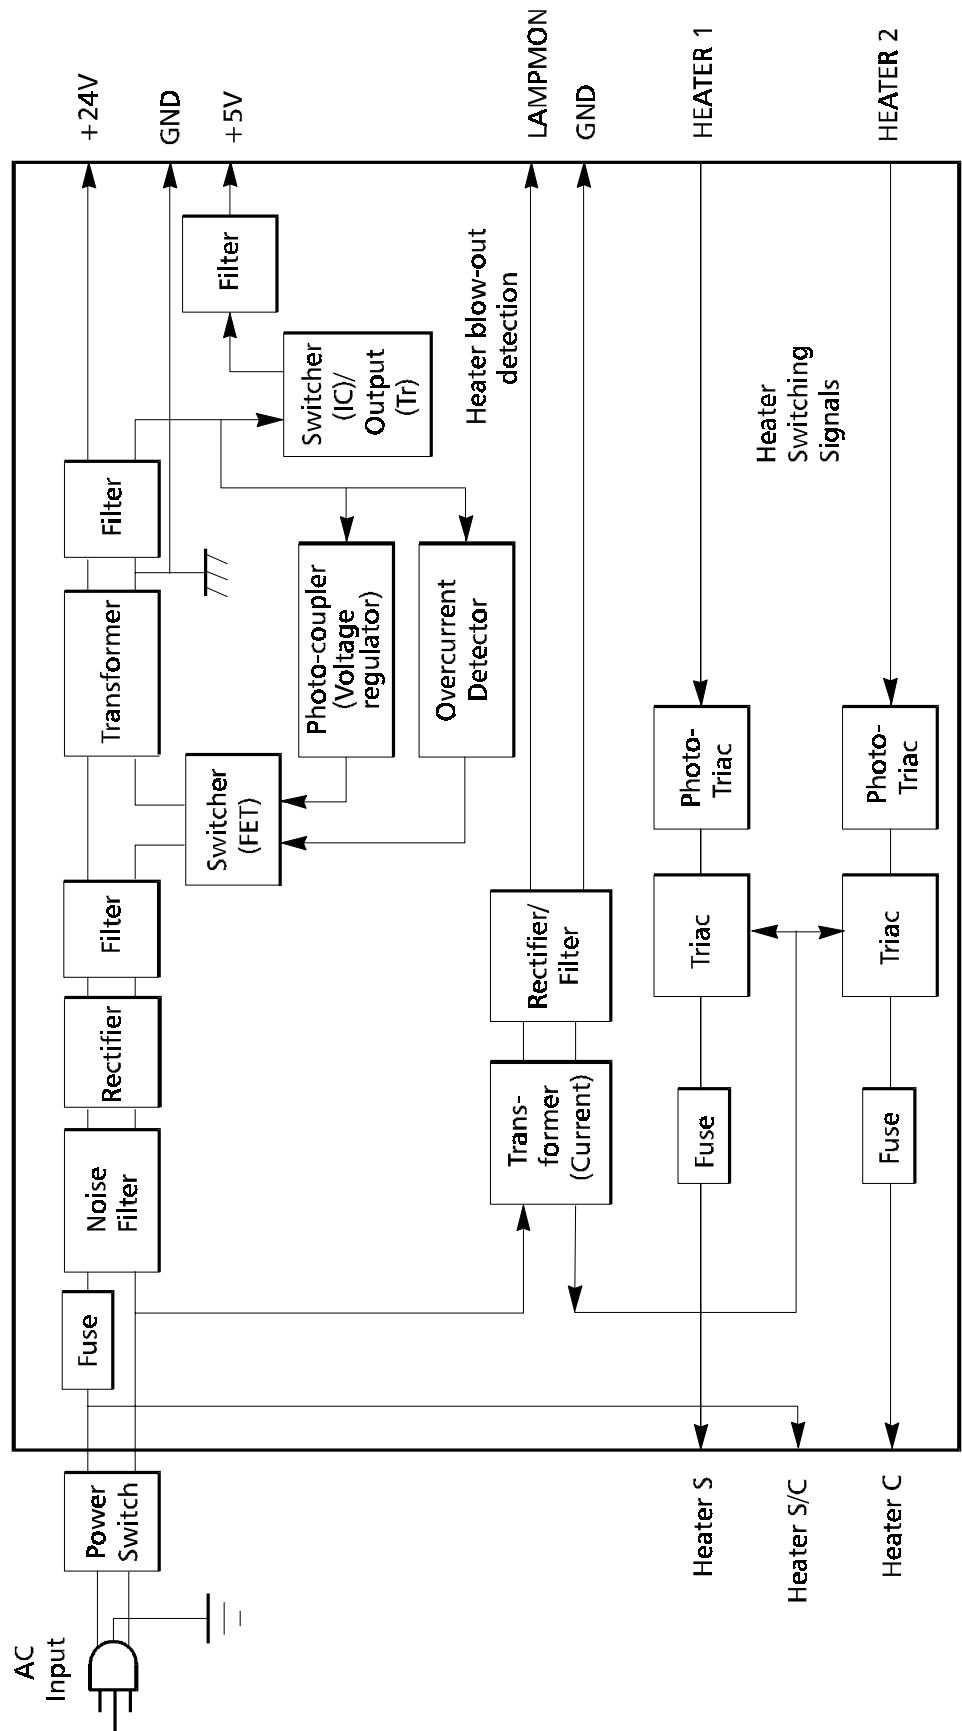 AC
Input
Power
Switch
Fuse
Noise
Filter
Rectifier
Filter
Transformer
Filter
+24V
GND
+5V
Filter
Switcher
(FET)
Photo-coupler
(Voltage
regulator)
Overcurrent
Detector
Switcher
(IC)/
Output
(Tr)
Trans-
former
(Current)
Rectifier/
Filter
Heater blow-out
detection
LAMPMON
GND
Heater S
Fuse
Triac
Photo-
Triac
HEATER 1
Heater S/C
Heater
Switching
Signals
Heater C
Fuse
Triac
Photo-
Triac
HEATER 2